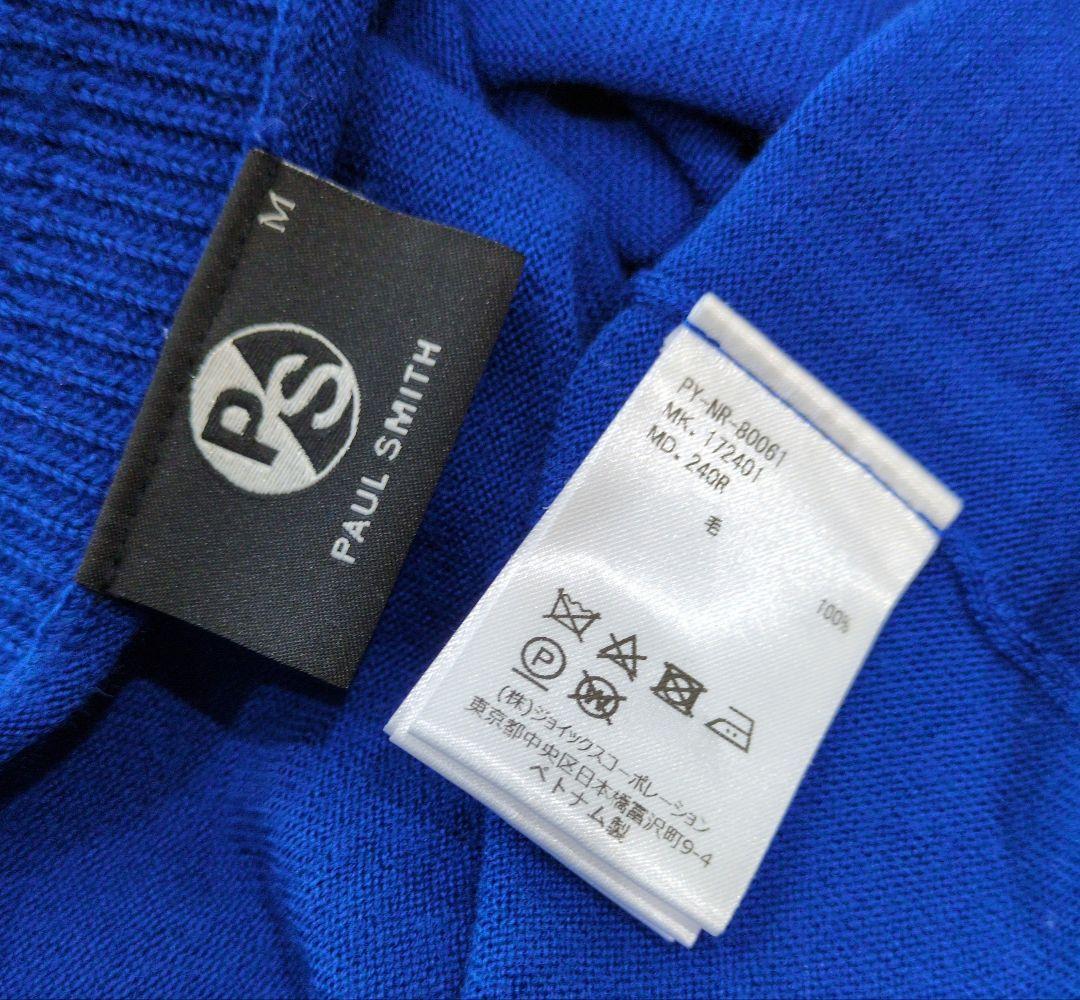 M
PS
PAUL SMITH
PY-NR-80061
MK. 172401
MD. 240R
毛 100%
P
W
(株)ジョイックスコーポレーション
東京都中央区日本橋富沢町9-4
ベトナム製